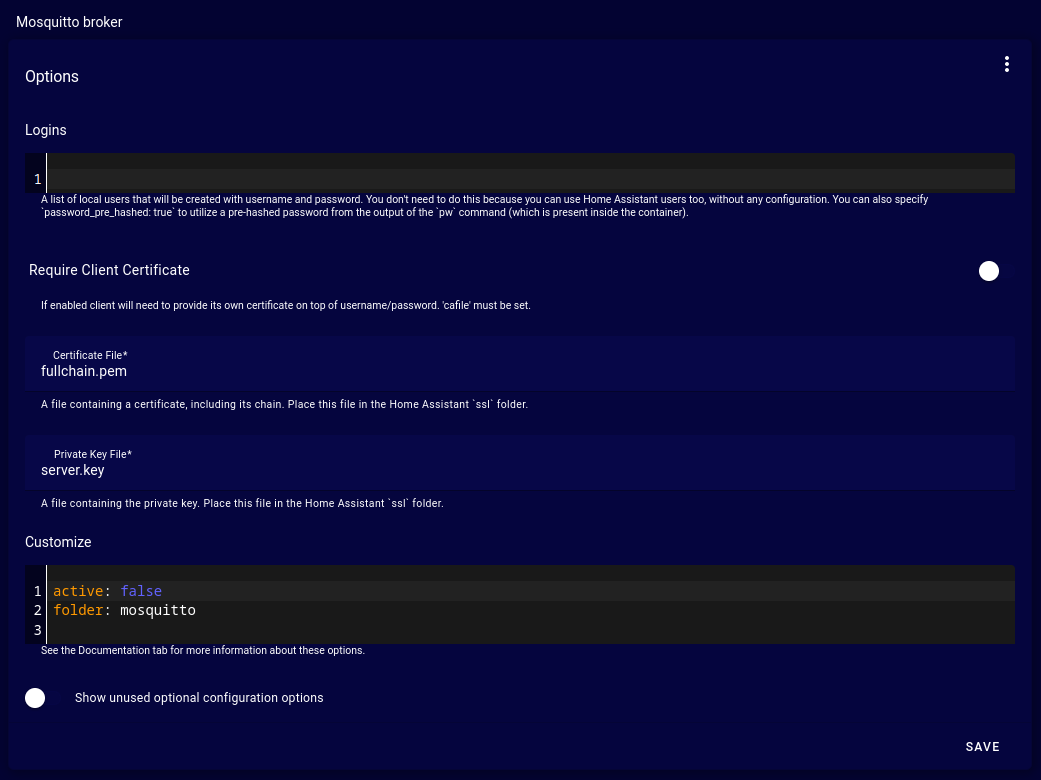 Mosquitto broker
Options
Logins
1
A list of local users that will be created with username and password. You don't need to do this because you can use Home Assistant users too, without any configuration. You can also specify
`password_pre_hashed: true` to utilize a pre-hashed password from the output of the `pw` command (which is present inside the container).
Require Client Certificate
If enabled client will need to provide its own certificate on top of username/password. 'cafile' must be set.
Certificate File*
fullchain.pem
A file containing a certificate, including its chain. Place this file in the Home Assistant `ssl` folder.
Private Key File*
server.key
A file containing the private key. Place this file in the Home Assistant `ssl` folder.
Customize
1 active: false
2 folder: mosquitto
3
See the Documentation tab for more information about these options.
Show unused optional configuration options
SAVE